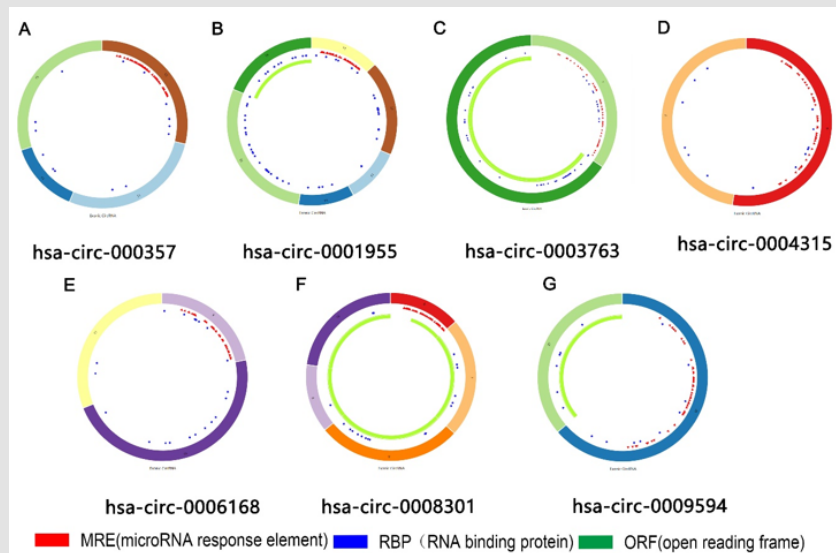 A
B
C
D
hsa-circ-000357
hsa-circ-0001955
hsa-circ-0003763
hsa-circ-0004315
E
F
G
hsa-circ-0006168
hsa-circ-0008301
hsa-circ-0009594
MRE(microRNA response element)
RBP（RNA binding protein)
ORF(open reading frame)